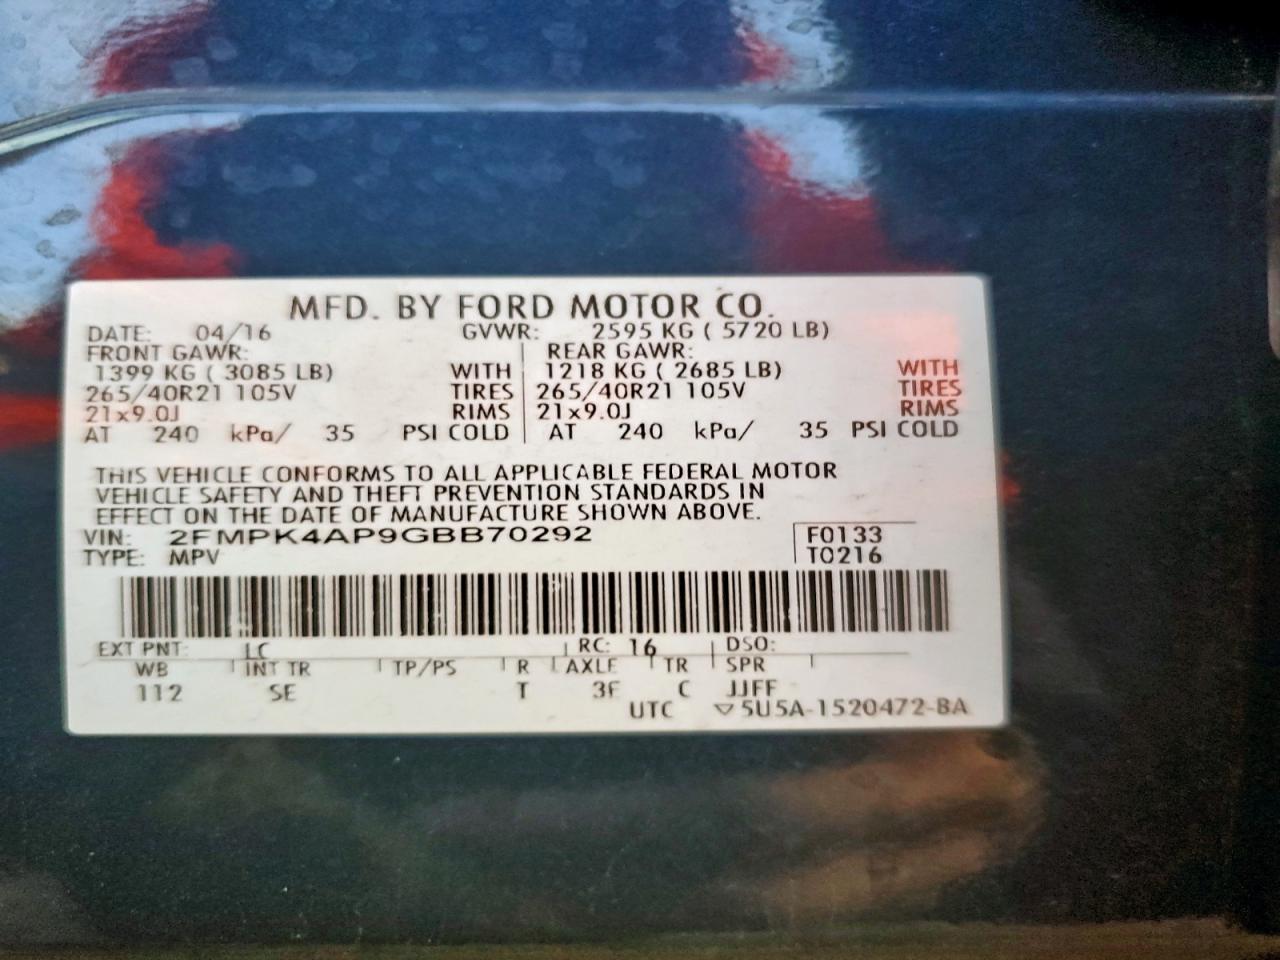 MFD. BY FORD MOTOR CO.
DATE: 04/16 GVWR: 2595 KG ( 5720 LB)
FRONT GAWR: REAR GAWR:
1399 KG ( 3085 LB) WITH 1218 KG ( 2685 LB) WITH
265/40R21 105V TIRES 265/40R21 105V TIRES
21x9.0J RIMS 21x9.0J RIMS
AT 240 kPa/ 35 PSI COLD AT 240 kPa/ 35 PSI COLD
THIS VEHICLE CONFORMS TO ALL APPLICABLE FEDERAL MOTOR
VEHICLE SAFETY AND THEFT PREVENTION STANDARDS IN
EFFECT ON THE DATE OF MANUFACTURE SHOWN ABOVE.
VIN: 2FMPK4AP9GBB70292 F0133
TYPE: MPV T0216
EXT PNT: LC RC: 16 DSO:
WB INT TR TP/PS R AXLE TR SPR
112 SE T 3F C JJFF
UTC ▽5U5A-1520472-BA